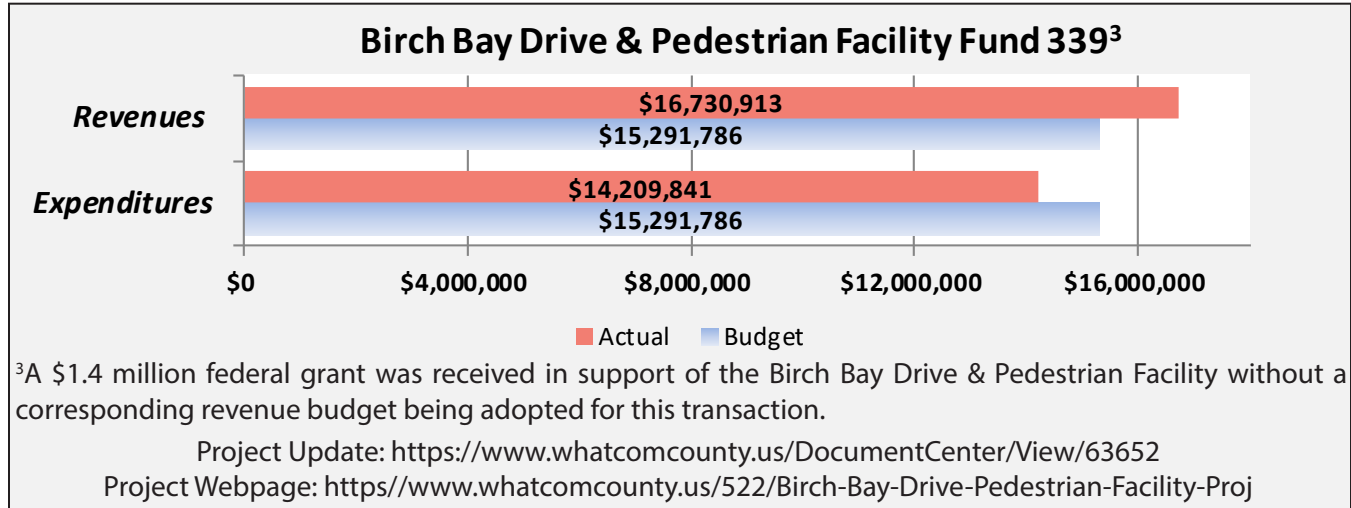 Birch Bay Drive & Pedestrian Facility Fund 339³
Revenues
$16,730,913
$15,291,786
Expenditures
$14,209,841
$15,291,786
$0 $4,000,000 $8,000,000 $12,000,000 $16,000,000
Actual Budget
³A $1.4 million federal grant was received in support of the Birch Bay Drive & Pedestrian Facility without a
corresponding revenue budget being adopted for this transaction.
Project Update: https://www.whatcomcounty.us/DocumentCenter/View/63652
Project Webpage: https//www.whatcomcounty.us/522/Birch-Bay-Drive-Pedestrian-Facility-Proj